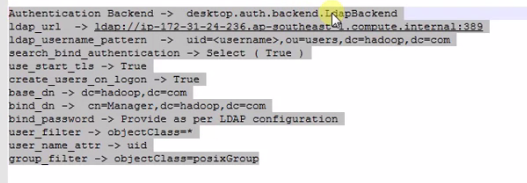 Authentication Backend -> desktop.auth.backend.LdapBackend
ldap_url -> ldap://ip-172-31-24-236.ap-southeast-1.compute.internal:389
ldap_username_pattern -> uid=<username>,ou=users,dc=hadoop,dc=com
search_bind_authentication -> Select ( True )
use_start_tls -> True
create_users_on_logon -> True
base_dn -> dc=hadoop,dc=com
bind_dn -> cn=Manager,dc=hadoop,dc=com
bind_password -> Provide as per LDAP configuration
user_filter -> objectClass=*
user_name_attr -> uid
group_filter -> objectClass=posixGroup